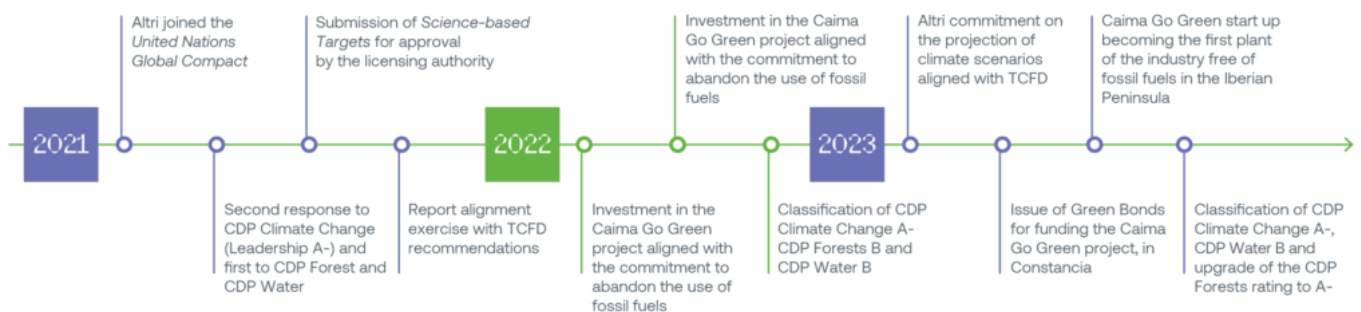 2021
Altri joined the
United Nations
Global Compact
Second response to
CDP Climate Change
(Leadership A-) and
first to CDP Forest and
CDP Water
Submission of Science-based
Targets for approval
by the licensing authority
Report alignment
exercise with TCFD
recommendations
2022
Investment in the
Caima Go Green
project aligned with
the commitment to
abandon the use of
fossil fuels
Investment in the Caima
Go Green project aligned
with the commitment to
abandon the use of fossil
fuels
Classification of CDP
Climate Change A-
CDP Forests B and
CDP Water B
2023
Altri commitment on
the projection of
climate scenarios
aligned with TCFD
Issue of Green Bonds
for funding the Caima
Go Green project, in
Constancia
Caima Go Green start up
becoming the first plant
of the industry free of
fossil fuels in the Iberian
Peninsula
Classification of CDP
Climate Change A-,
CDP Water B and
upgrade of the CDP
Forests rating to A-